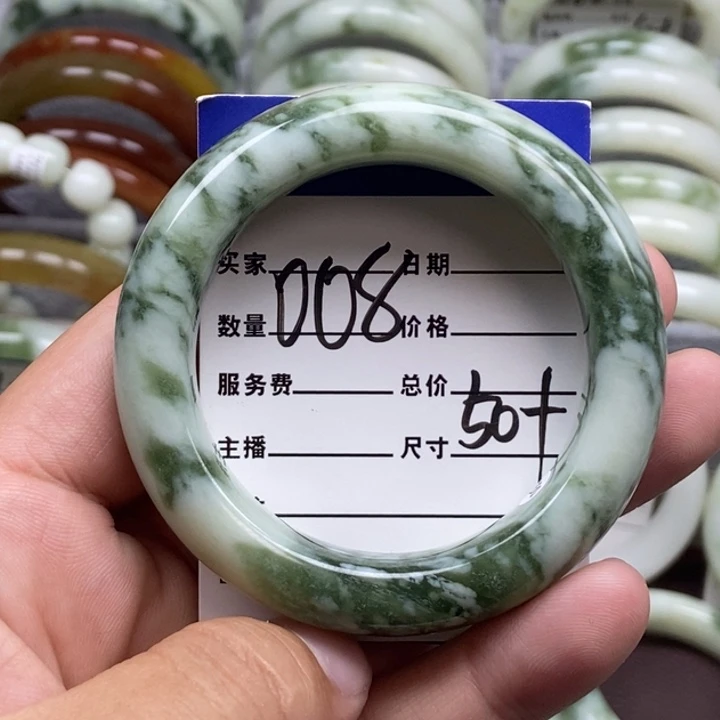 买家 008 日期
数量 价格
服务费 总价
主播 尺寸 50+